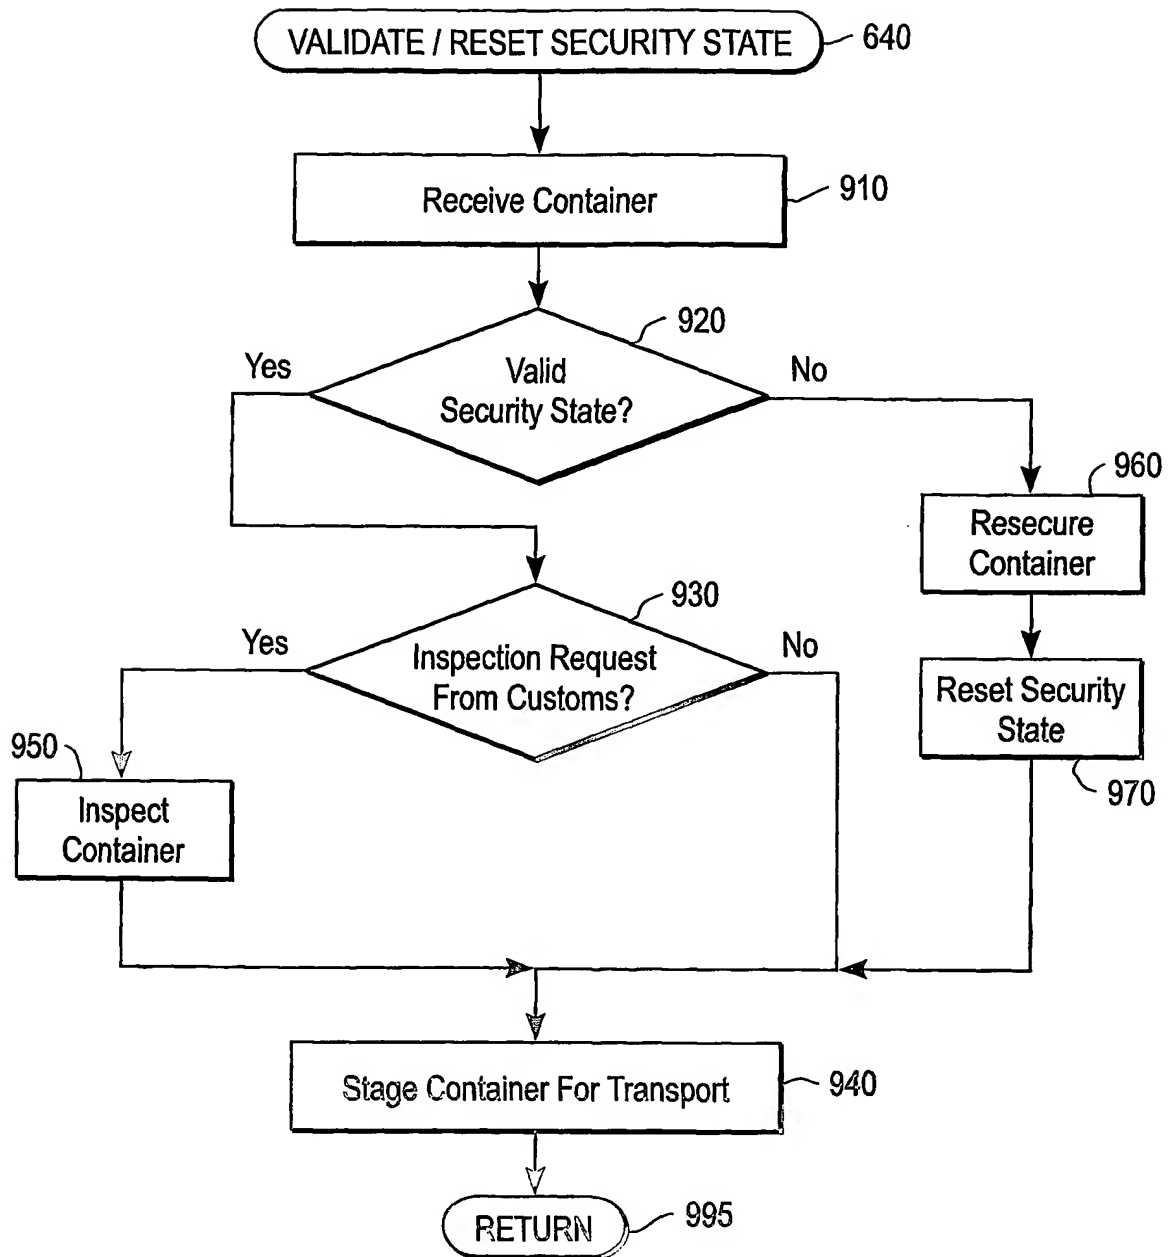 VALIDATE / RESET SECURITY STATE
640
Receive Container
910
920
Yes
Valid
Security State?
No
960
Resecure
Container
930
Yes
Inspection Request
From Customs?
No
Reset Security
State
970
950
Inspect
Container
Stage Container For Transport
940
RETURN
995